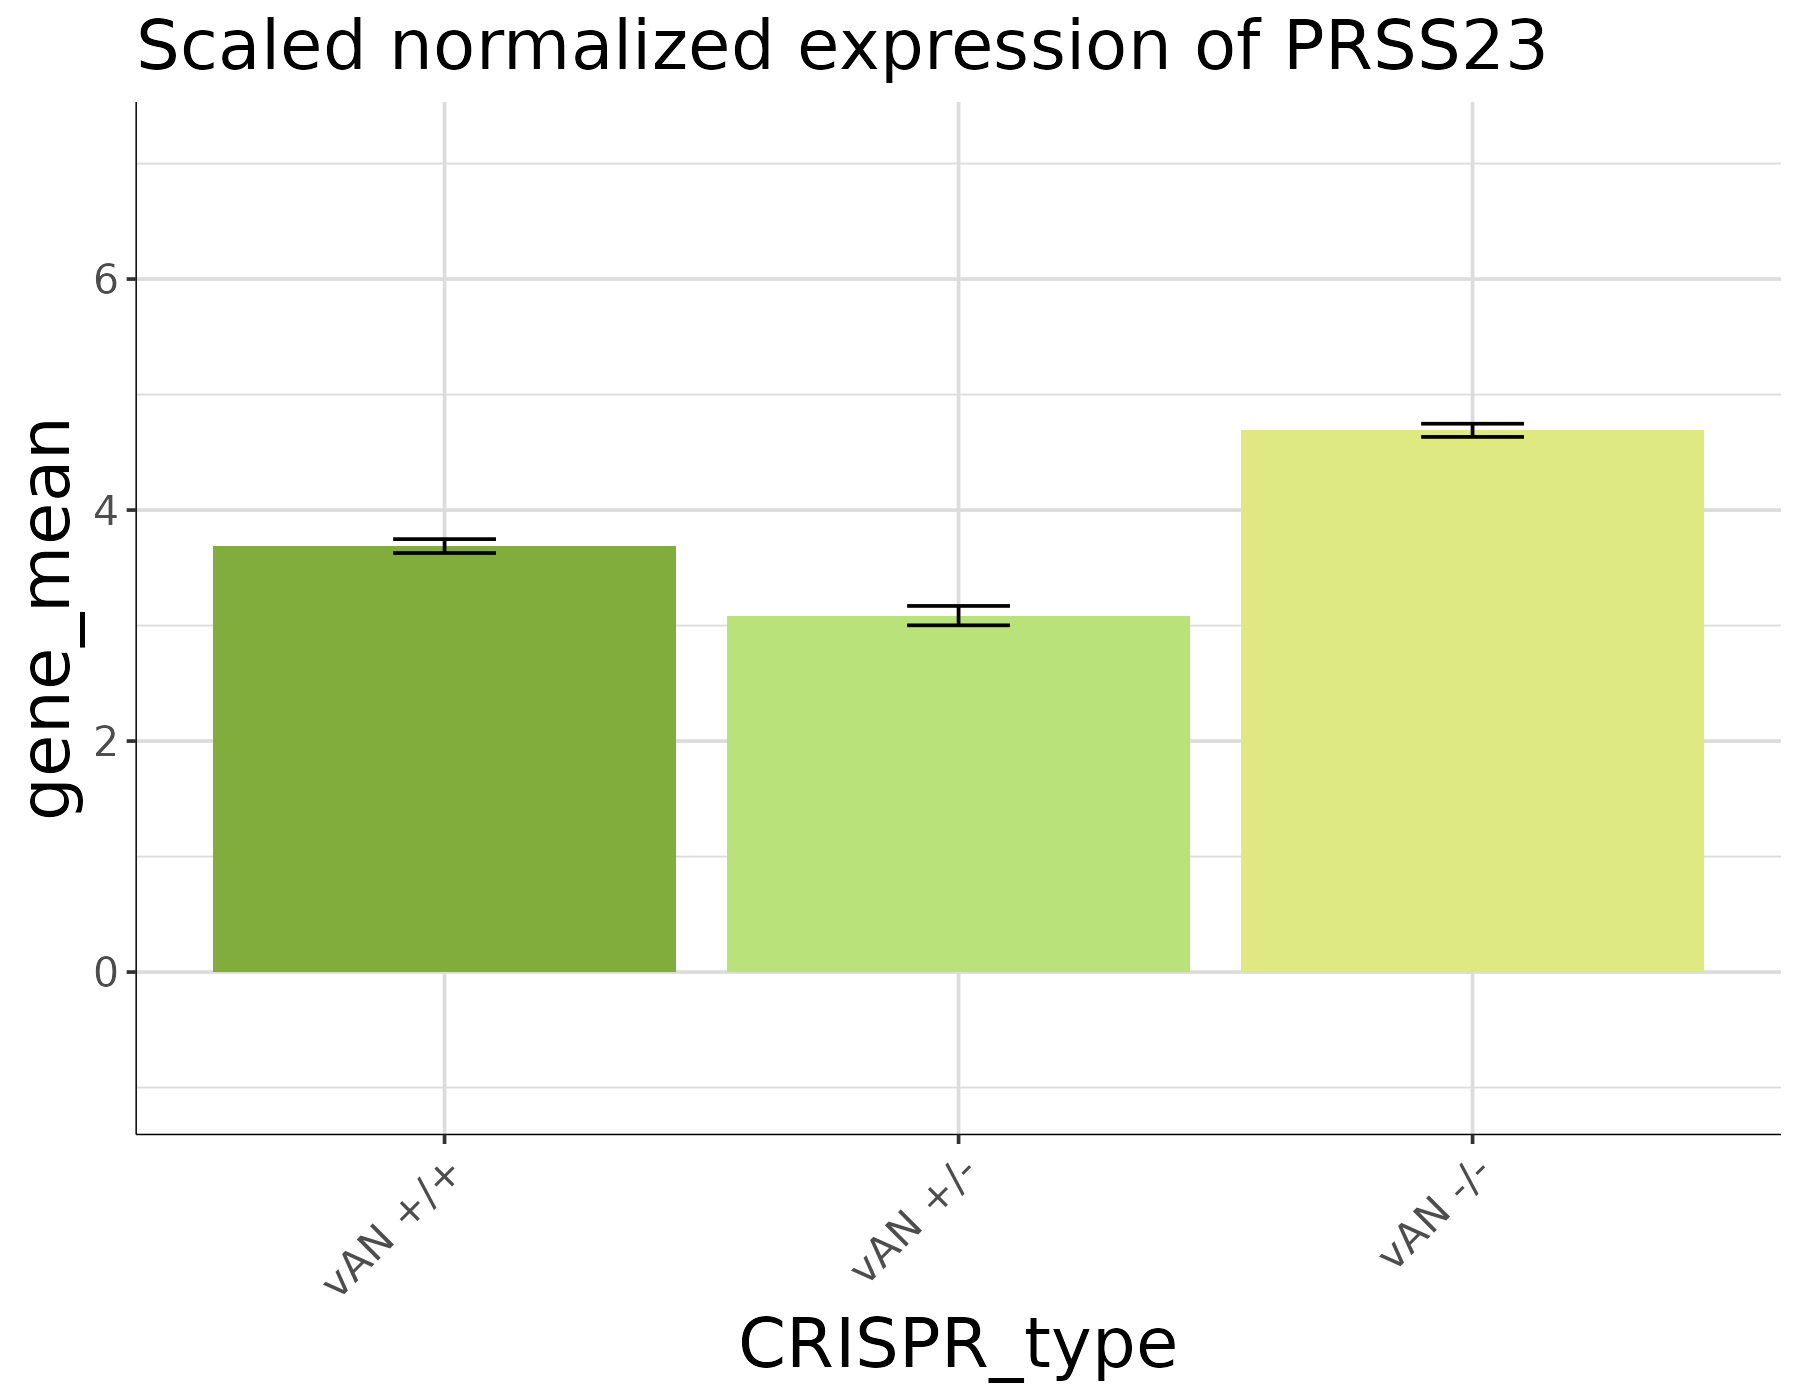 Scaled normalized expression of PRSS23
gene_mean
6
4
2
0
vAN +/+
vAN +/-
vAN -/-
CRISPR_type